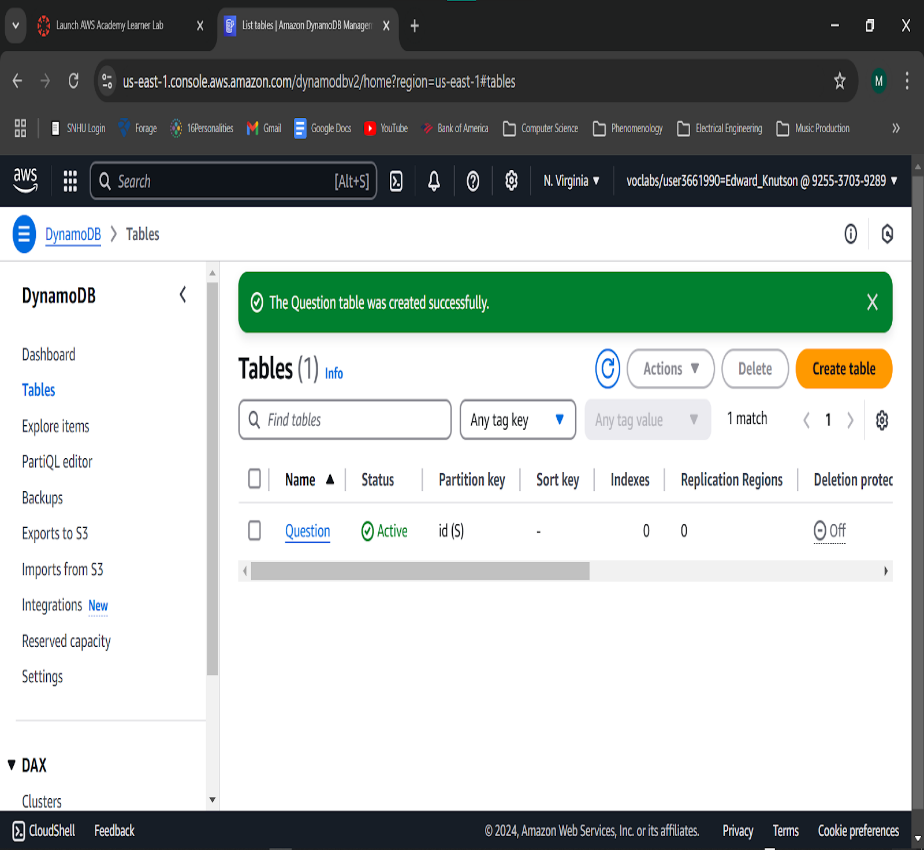 Launch AWS Academy Learner Lab
List tables | Amazon DynamoDB Manager
us-east-1.console.aws.amazon.com/dynamodbv2/home?region=us-east-1#tables
M
SNHU Login Forage 16Personalities Gmail Google Docs YouTube Bank of America Computer Science Phenomenology Electrical Engineering Music Production
aws Search [Alt+S] N. Virginia ▼ voclabs/user3661990=Edward_Knutson @ 9255-3703-9289 ▼
DynamoDB > Tables
DynamoDB
Dashboard
Tables
Explore items
PartiQL editor
Backups
Exports to S3
Imports from S3
Integrations New
Reserved capacity
Settings
▼ DAX
Clusters
The Question table was created successfully. X
Tables (1) Info
Actions ▼ Delete Create table
Find tables Any tag key ▼ Any tag value ▼ 1 match < 1 >
Name ▲ Status Partition key Sort key Indexes Replication Regions Deletion protec
Question Active id (S) - 0 0 Off
CloudShell Feedback © 2024, Amazon Web Services, Inc. or its affiliates. Privacy Terms Cookie preferences